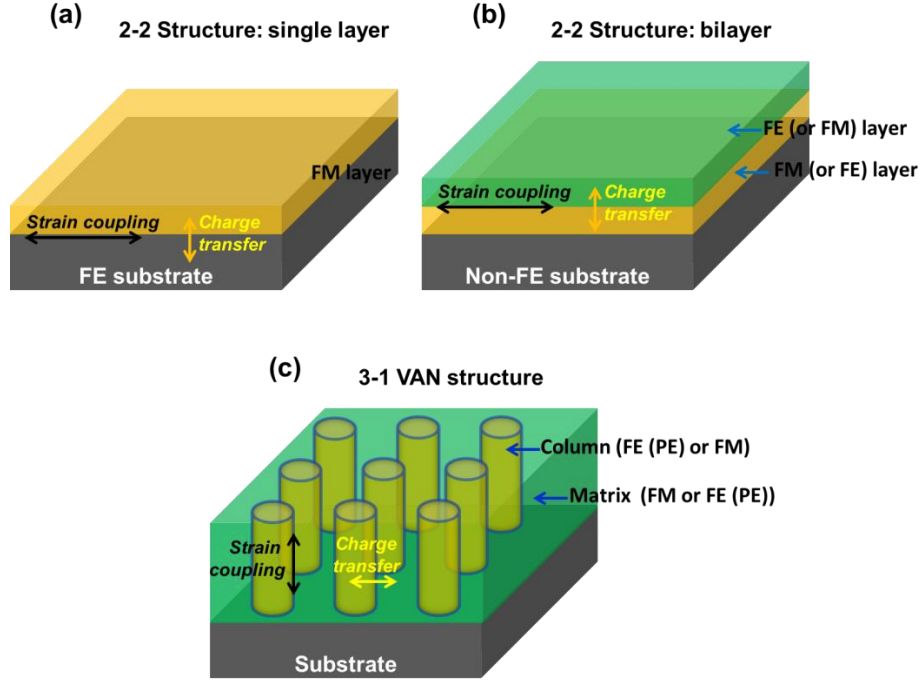 (a)
2-2 Structure: single layer
FM layer
Strain coupling
Charge
transfer
FE substrate
(b)
2-2 Structure: bilayer
FE (or FM) layer
FM (or FE) layer
Strain coupling
Charge
transfer
Non-FE substrate
(c)
3-1 VAN structure
Column (FE (PE) or FM)
Matrix (FM or FE (PE))
Strain
coupling
Charge
transfer
Substrate